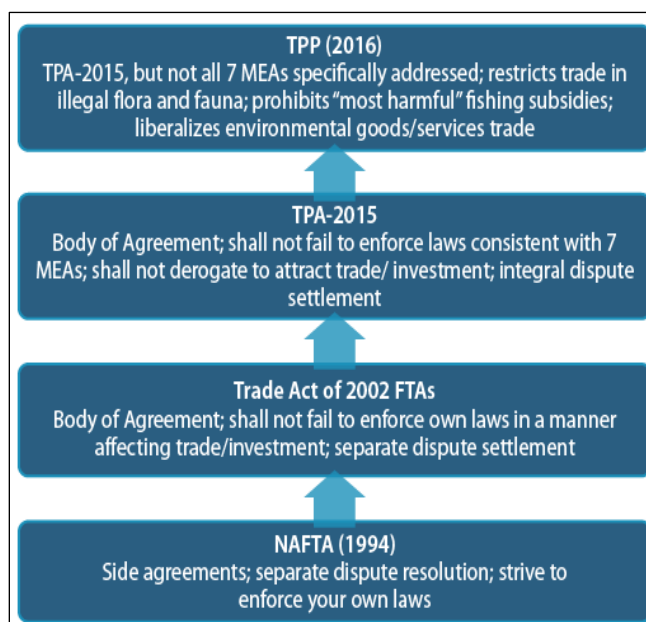 TPP (2016)
TPA-2015, but not all 7 MEAs specifically addressed; restricts trade in
illegal flora and fauna; prohibits “most harmful” fishing subsidies;
liberalizes environmental goods/services trade
TPA-2015
Body of Agreement; shall not fail to enforce laws consistent with 7
MEAs; shall not derogate to attract trade/ investment; integral dispute
settlement
Trade Act of 2002 FTAs
Body of Agreement; shall not fail to enforce own laws in a manner
affecting trade/investment; separate dispute settlement
NAFTA (1994)
Side agreements; separate dispute resolution; strive to
enforce your own laws